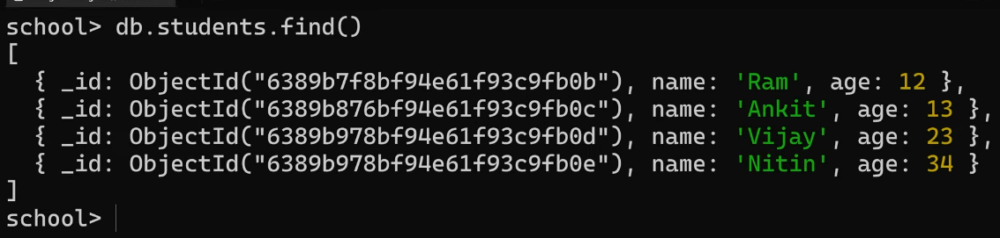 school> db.students.find()
[
  { _id: ObjectId("6389b7f8bf94e61f93c9fb0b"), name: 'Ram', age: 12 },
  { _id: ObjectId("6389b876bf94e61f93c9fb0c"), name: 'Ankit', age: 13 },
  { _id: ObjectId("6389b978bf94e61f93c9fb0d"), name: 'Vijay', age: 23 },
  { _id: ObjectId("6389b978bf94e61f93c9fb0e"), name: 'Nitin', age: 34 }
]
school>